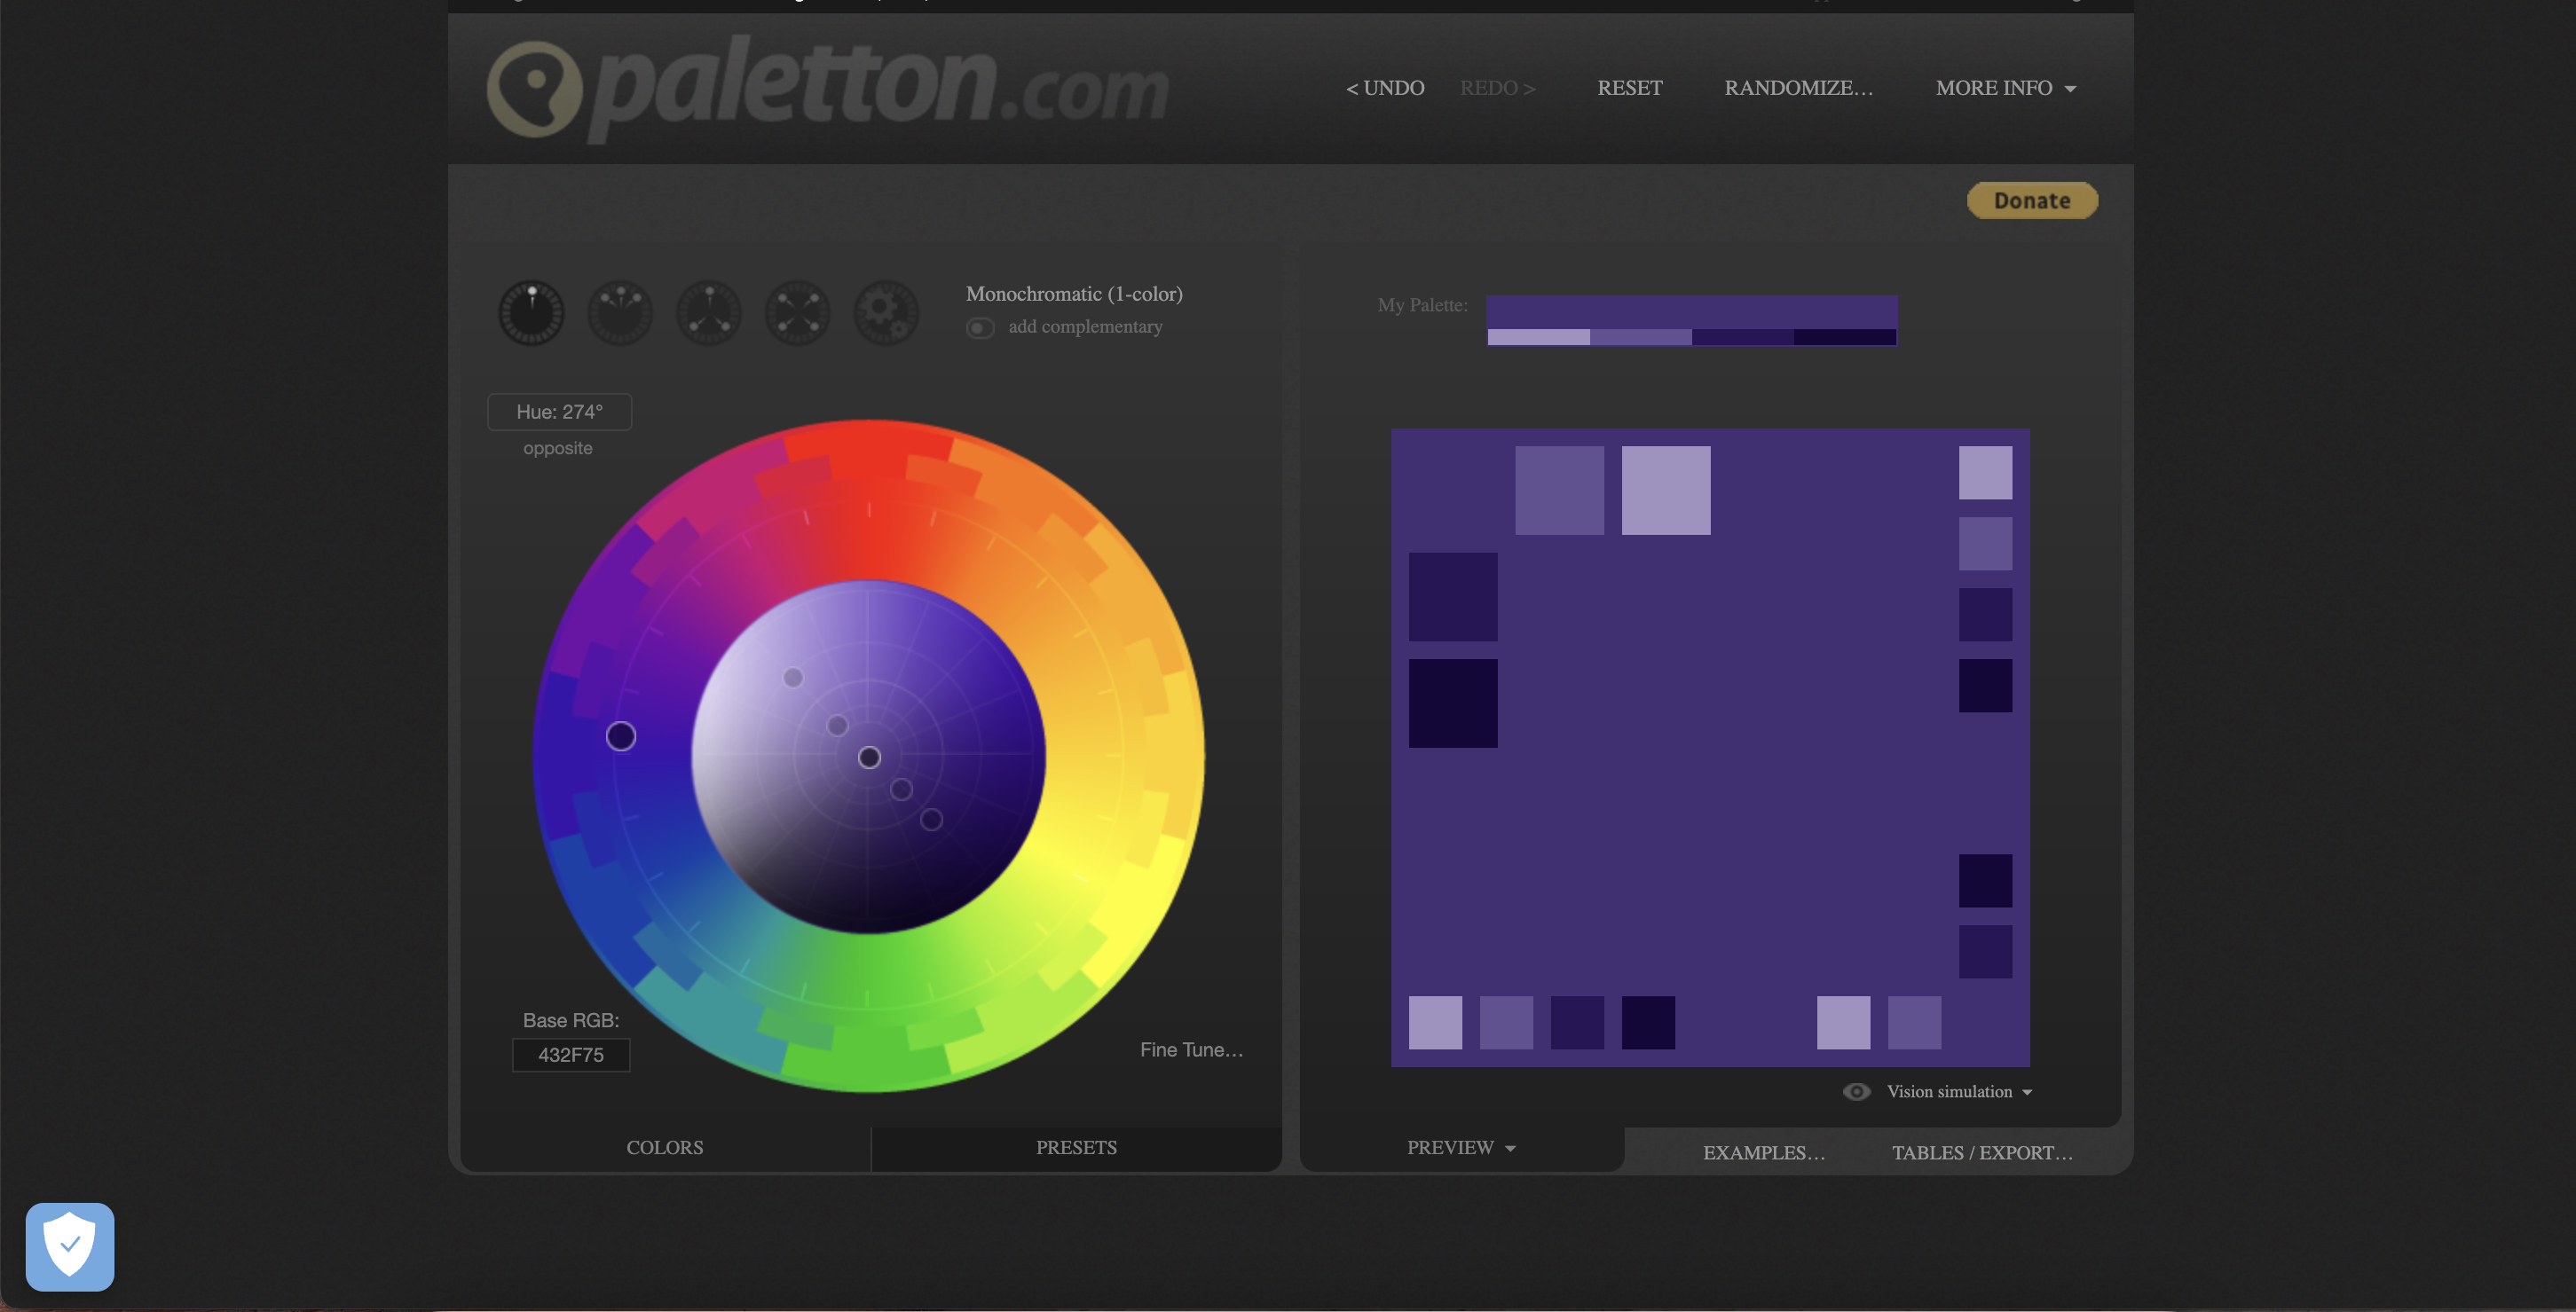 paletton.com
< UNDO REDO > RESET RANDOMIZE... MORE INFO
Donate
Monochromatic (1-color)
add complementary
My Palette:
Hue: 274°
opposite
Base RGB:
432F75
Fine Tune...
Vision simulation
COLORS PRESETS PREVIEW EXAMPLES... TABLES / EXPORT...